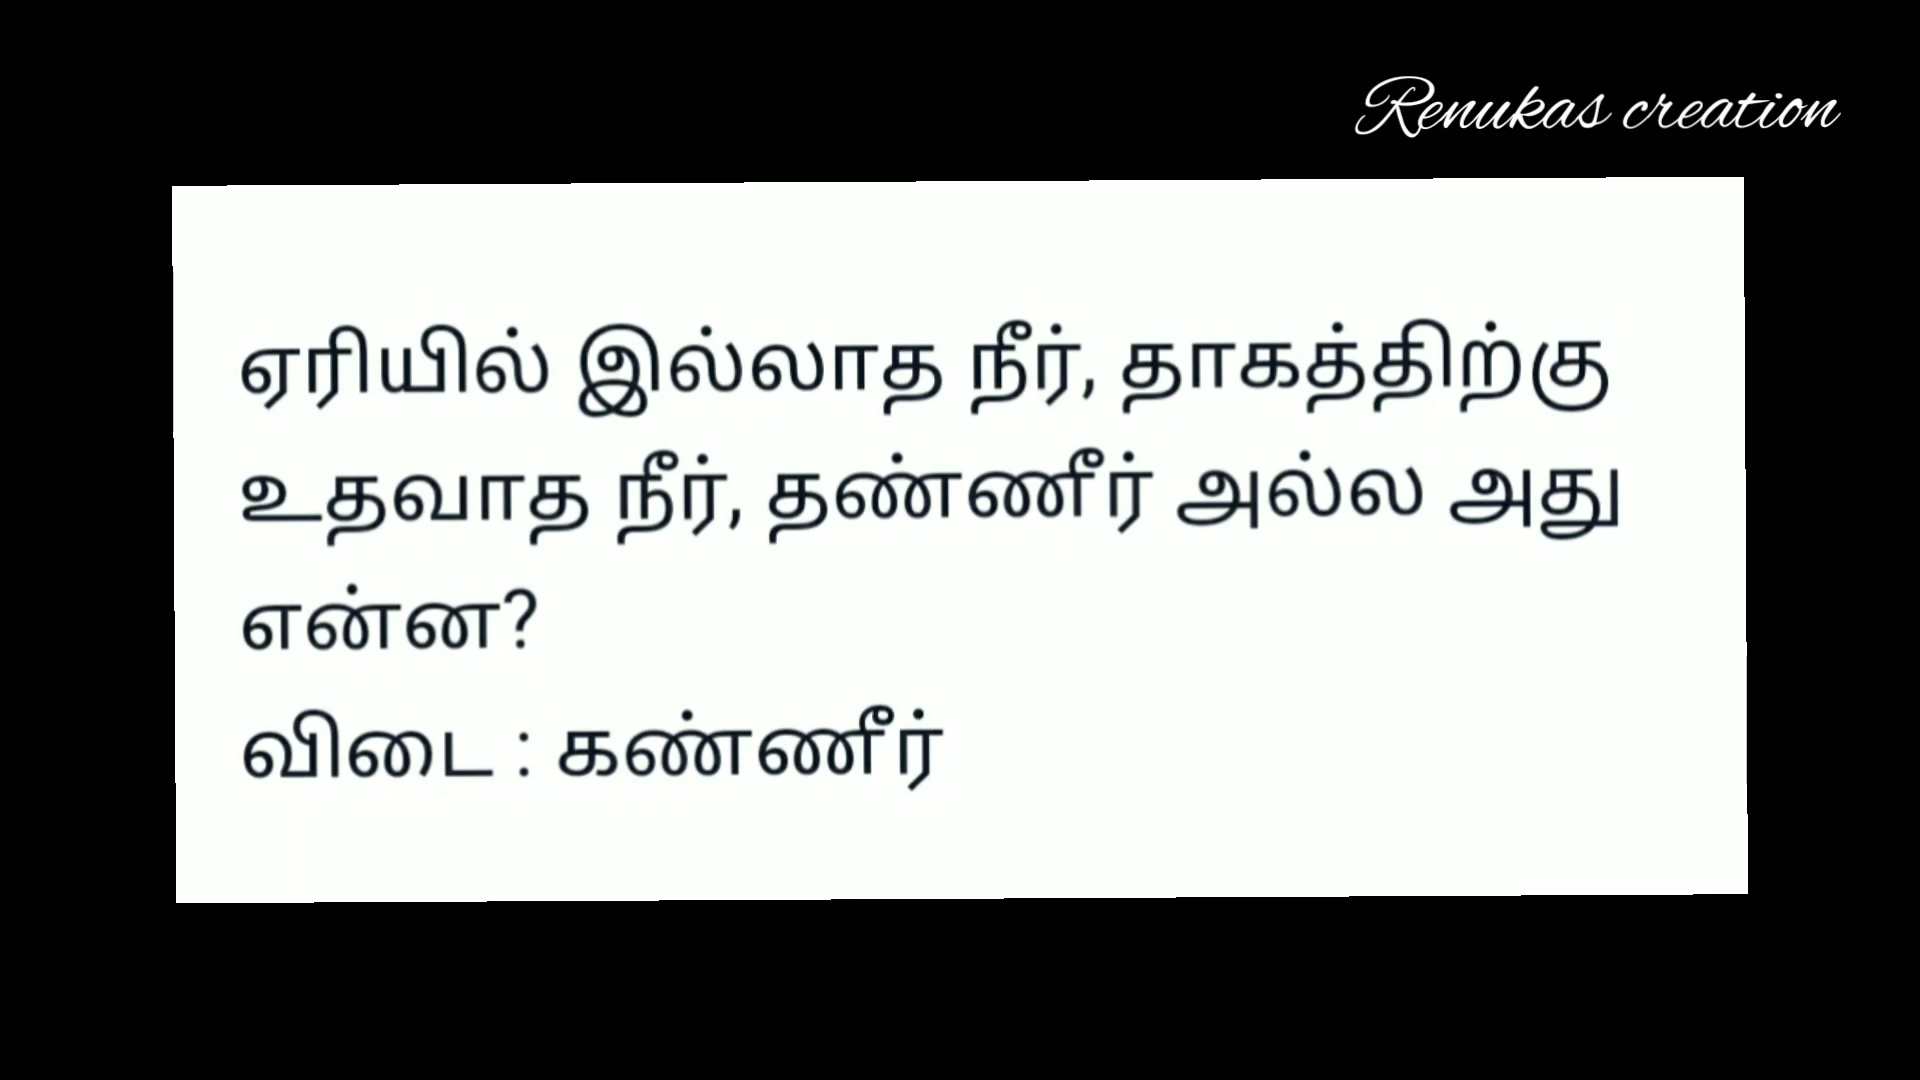 Renukas creation
ஏரியில் இல்லாத நீர், தாகத்திற்கு
உதவாத நீர், தண்ணீர் அல்ல அது
என்ன?
விடை : கண்ணீர்